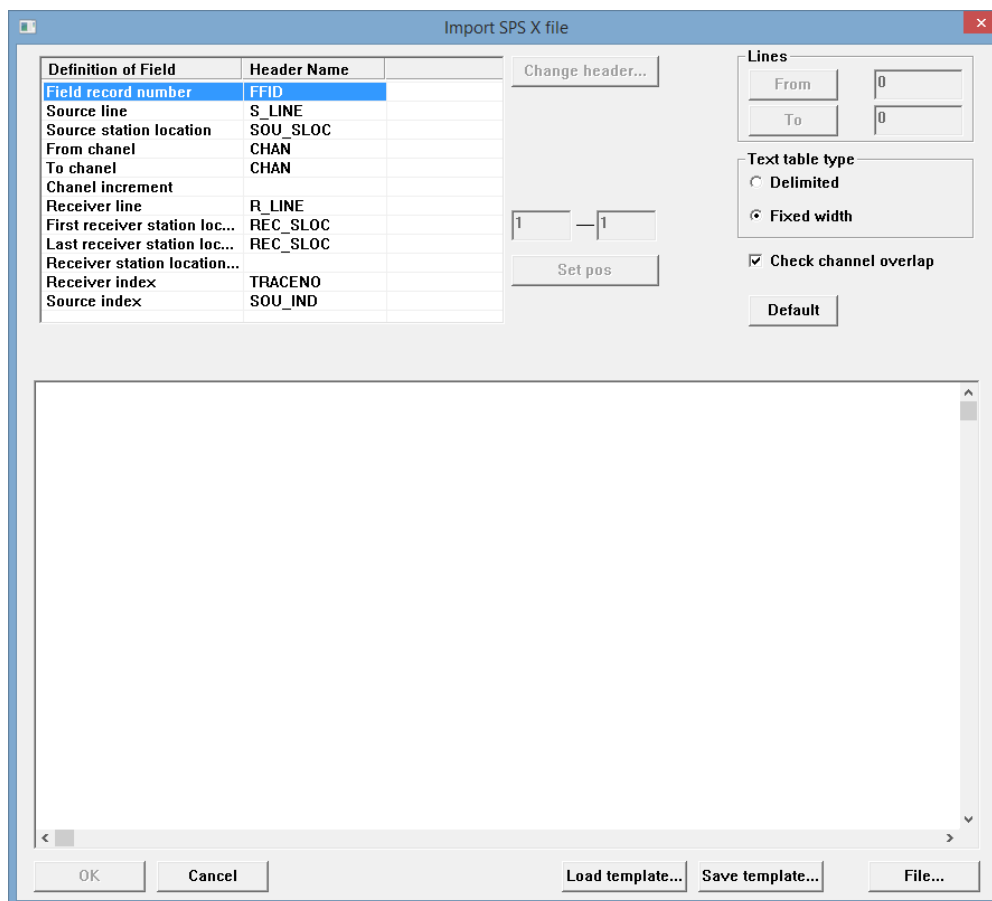 Import SPS X file
Definition of Field Header Name
Field record number FFID
Source line S_LINE
Source station location SOU_SLOC
From chanel CHAN
To chanel CHAN
Chanel increment
Receiver line R_LINE
First receiver station loc... REC_SLOC
Last receiver station loc... REC_SLOC
Receiver station location...
Receiver index TRACENO
Source index SOU_IND
Change header...
1 — 1
Set pos
Lines
From 0
To 0
Text table type
Delimited
Fixed width
Check channel overlap
Default
OK Cancel Load template... Save template... File...